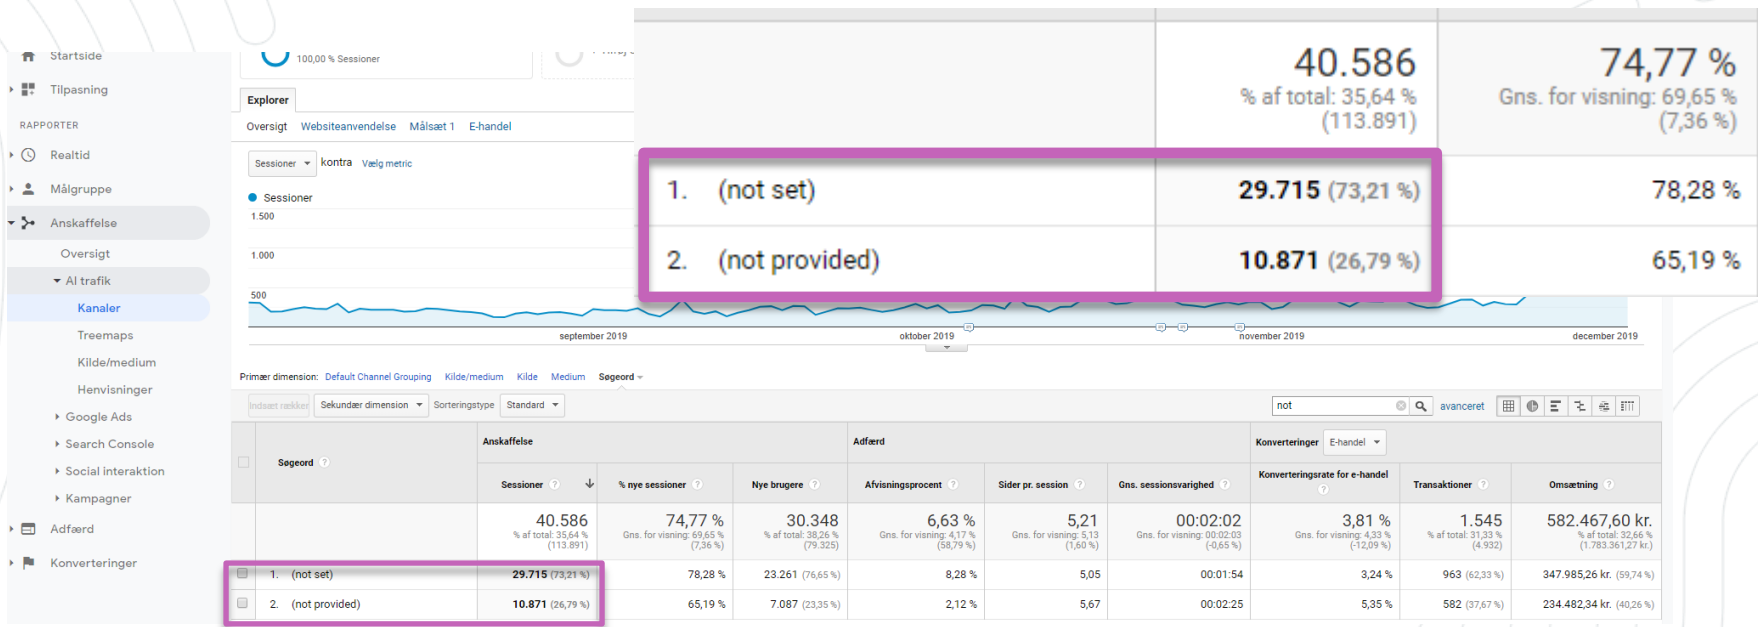 Startside
Tilpasning
RAPPORTER
Realtid
Målgruppe
Anskaffelse
Oversigt
Al trafik
Kanaler
Treemaps
Kilde/medium
Henvisninger
Google Ads
Search Console
Social interaktion
Kampagner
Adfærd
Konverteringer
100,00 % Sessioner
Explorer
Oversigt Websiteanvendelse Målsæt 1 E-handel
Sessioner kontra Vælg metric
Sessioner
1.500
1.000
500
september 2019 oktober 2019 november 2019 december 2019
40.586 74,77 %
% af total: 35,64 % Gns. for visning: 69,65 %
(113.891) (7,36 %)
1. (not set) 29.715 (73,21 %) 78,28 %
2. (not provided) 10.871 (26,79 %) 65,19 %
Primær dimension: Default Channel Grouping Kilde/medium Kilde Medium Søgeord
Indsæt rækker Sekundær dimension Sorteringstype Standard not avanceret
Anskaffelse Adfærd Konverteringer E-handel
Søgeord ? Sessioner ? % nye sessioner ? Nye brugere ? Afvisningsprocent ? Sider pr. session ? Gns. sessionsvarighed ? Konverteringsrate for e-handel ? Transaktioner ? Omsætning ?
40.586 74,77 % 30.348 6,63 % 5,21 00:02:02 3,81 % 1.545 582.467,60 kr.
% af total: 35,64 % Gns. for visning: 69,65 % % af total: 38,26 % Gns. for visning: 4,17 % Gns. for visning: 5,13 Gns. for visning: 00:02:03 Gns. for visning: 4,33 % % af total: 31,33 % % af total: 32,66 %
(113.891) (7,36 %) (79.325) (58,79 %) (1,60 %) (-0,65 %) (-12,09 %) (4.932) (1.783.361,27 kr.)
1. (not set) 29.715 (73,21 %) 78,28 % 23.261 (76,65 %) 8,28 % 5,05 00:01:54 3,24 % 963 (62,33 %) 347.985,26 kr. (59,74 %)
2. (not provided) 10.871 (26,79 %) 65,19 % 7.087 (23,35 %) 2,12 % 5,67 00:02:25 5,35 % 582 (37,67 %) 234.482,34 kr. (40,26 %)